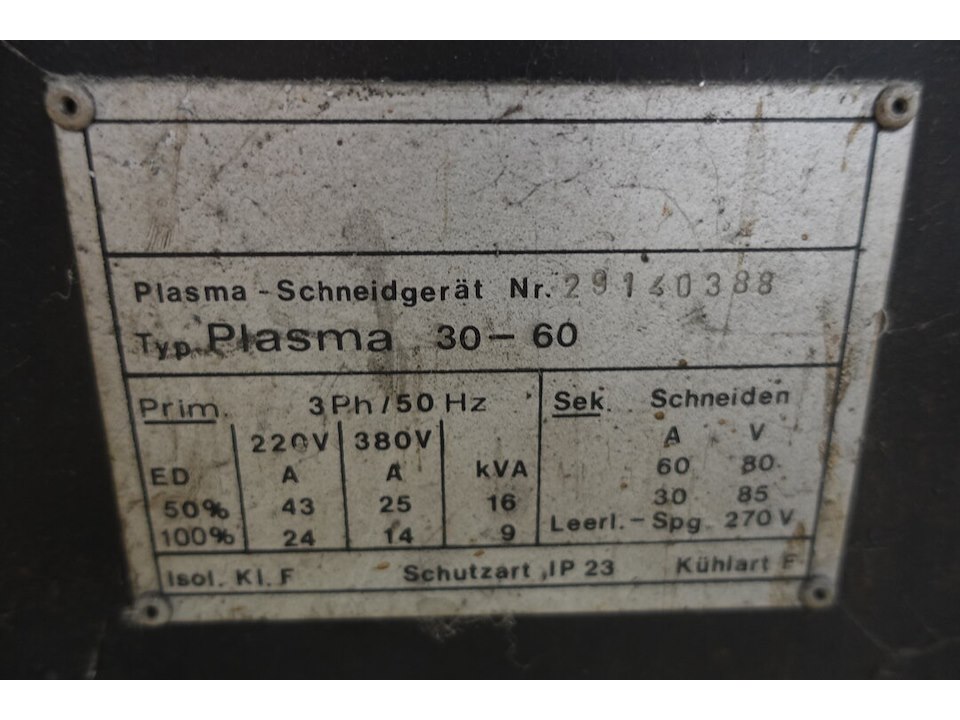 Plasma - Schneidgerät Nr. 29140388
Typ Plasma 30 - 60
Prim. 3Ph/50 Hz
220V 380V
ED A A kVA
50% 43 25 16
100% 24 14 9
Sek. Schneiden
A V
60 80
30 85
Leerl. - Spg. 270 V
Isol. Kl. F Schutzart IP 23 Kühlart F